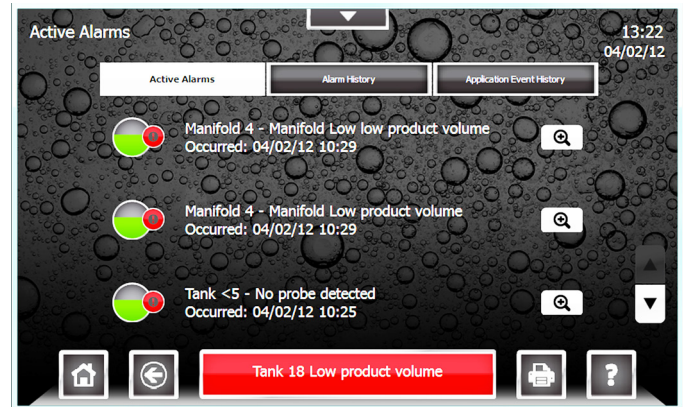 Active Alarms
13:22
04/02/12
Active Alarms
Alarm History
Application Event History
Manifold 4 - Manifold Low low product volume
Occurred: 04/02/12 10:29
Manifold 4 - Manifold Low product volume
Occurred: 04/02/12 10:29
Tank <5 - No probe detected
Occurred: 04/02/12 10:25
Tank 18 Low product volume
?